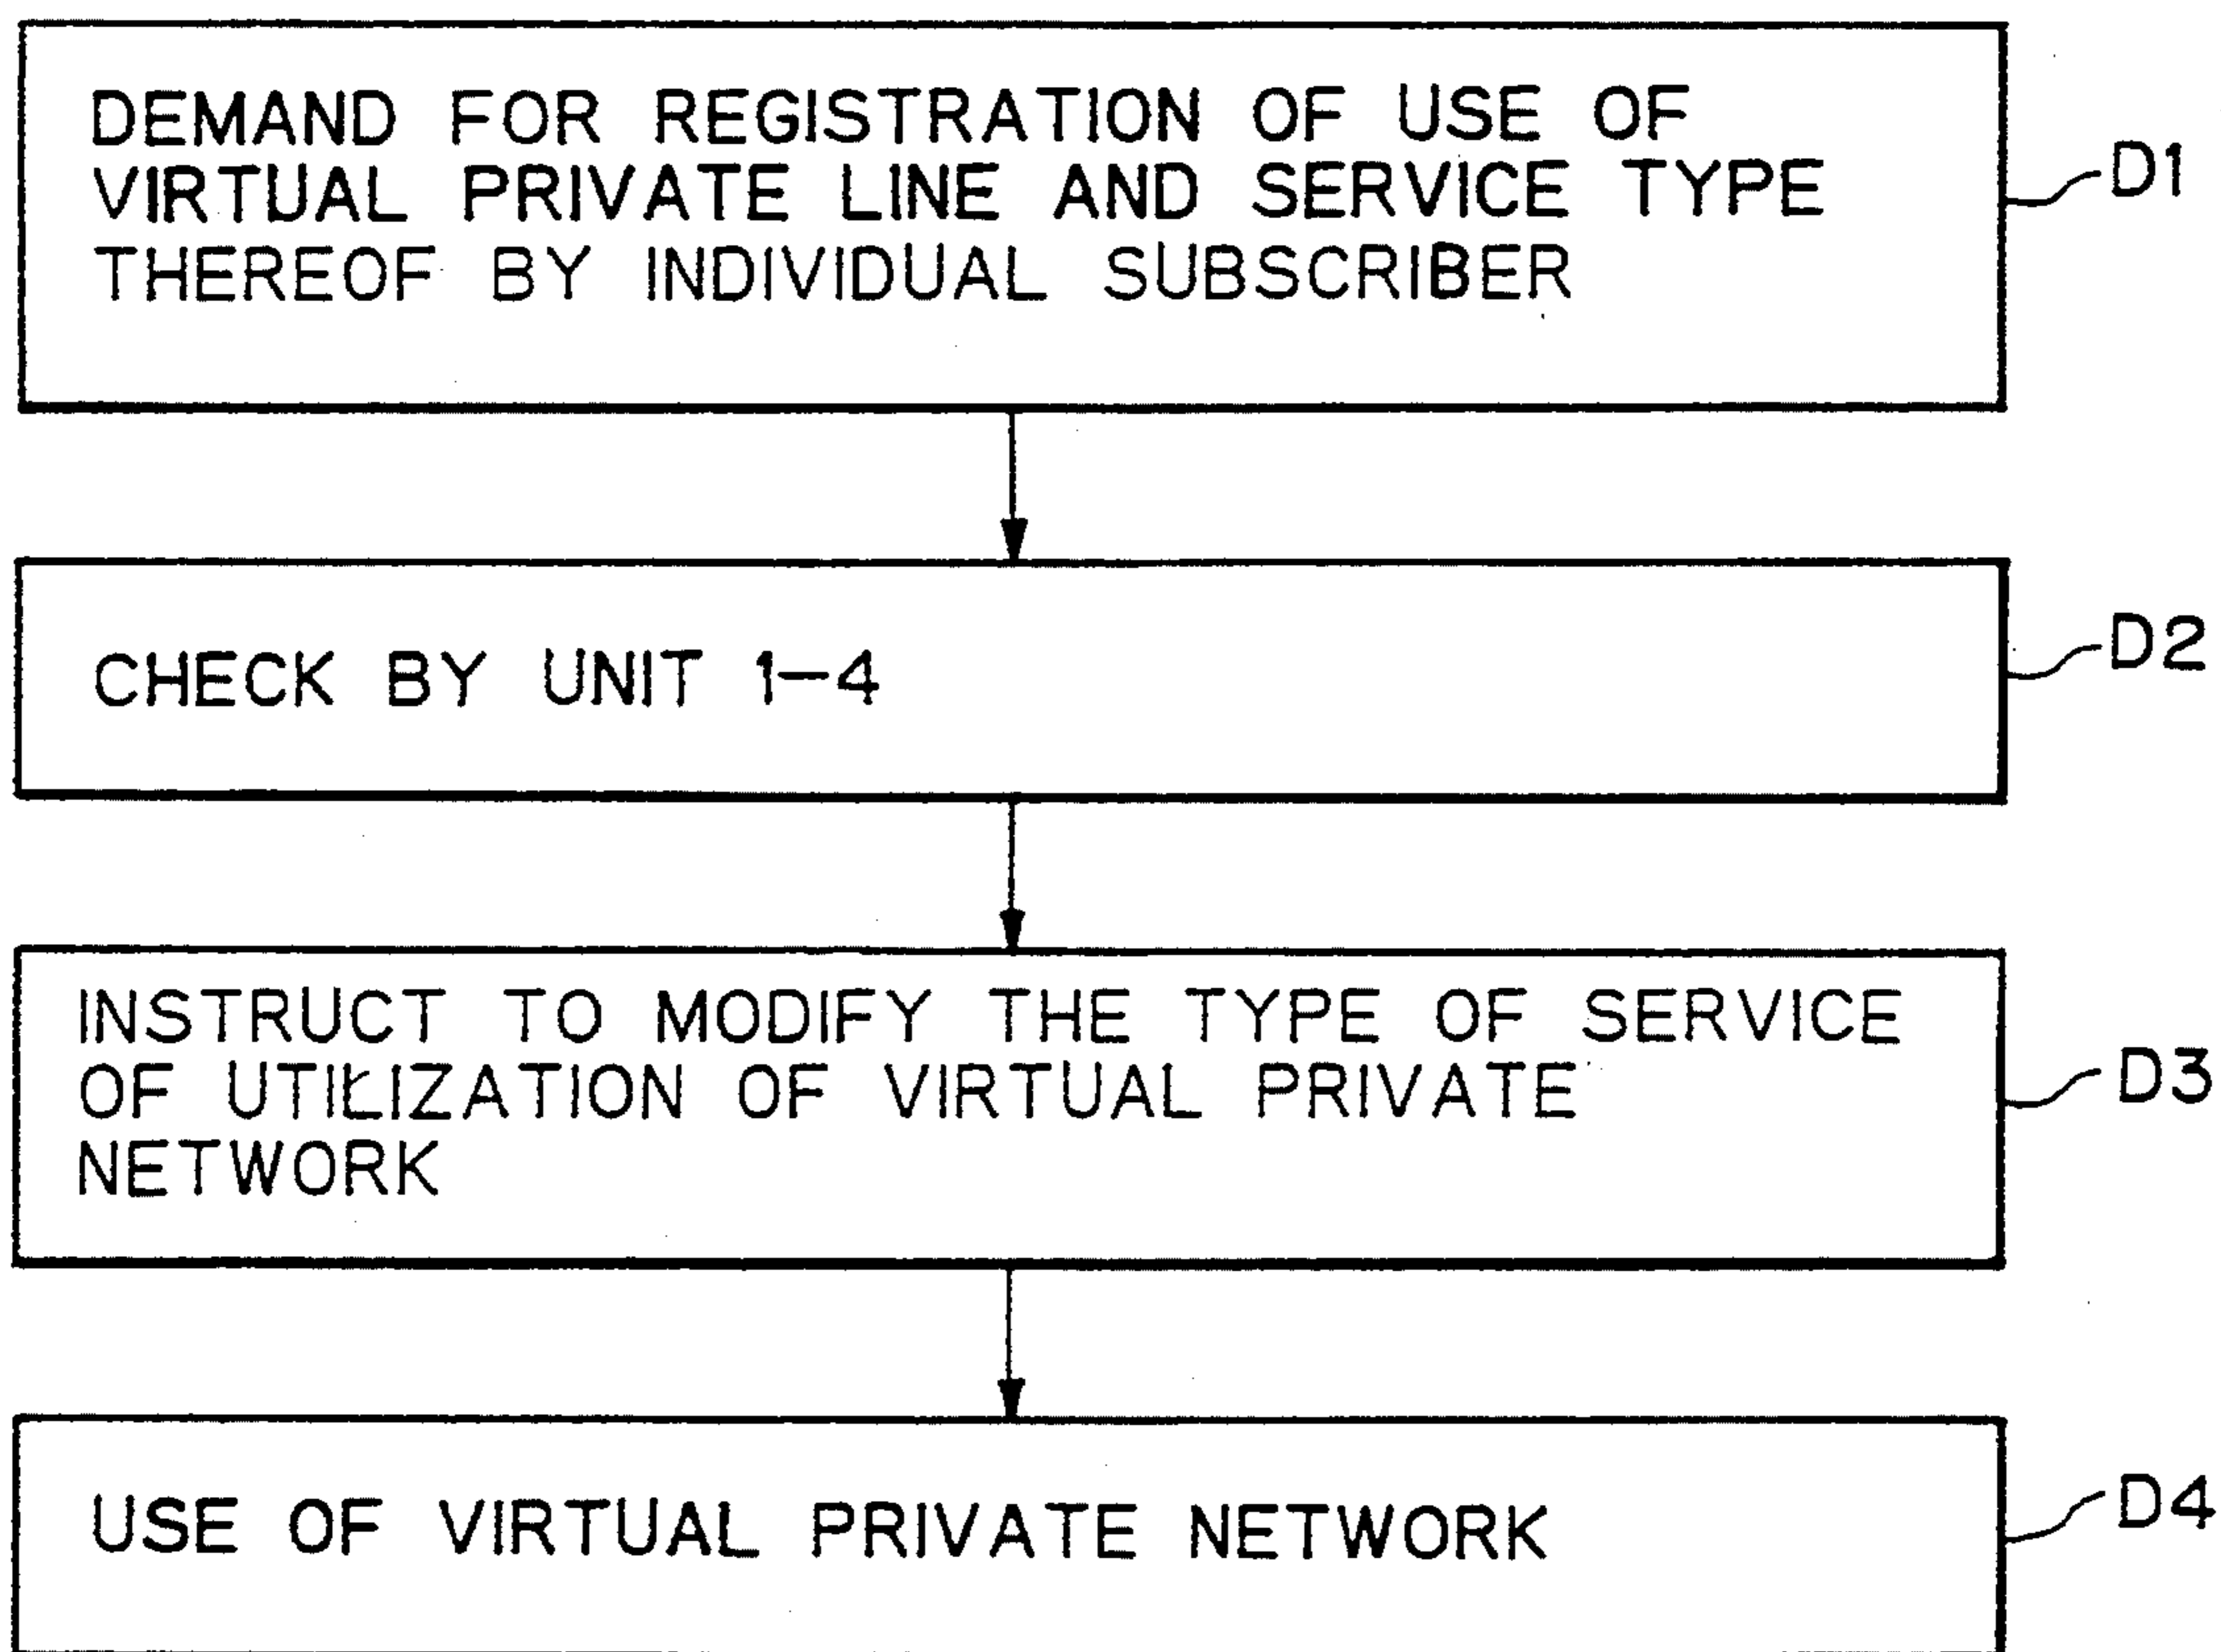 DEMAND FOR REGISTRATION OF USE OF
VIRTUAL PRIVATE LINE AND SERVICE TYPE
THEREOF BY INDIVIDUAL SUBSCRIBER
D1
CHECK BY UNIT 1-4
D2
INSTRUCT TO MODIFY THE TYPE OF SERVICE
OF UTILIZATION OF VIRTUAL PRIVATE
NETWORK
D3
USE OF VIRTUAL PRIVATE NETWORK
D4